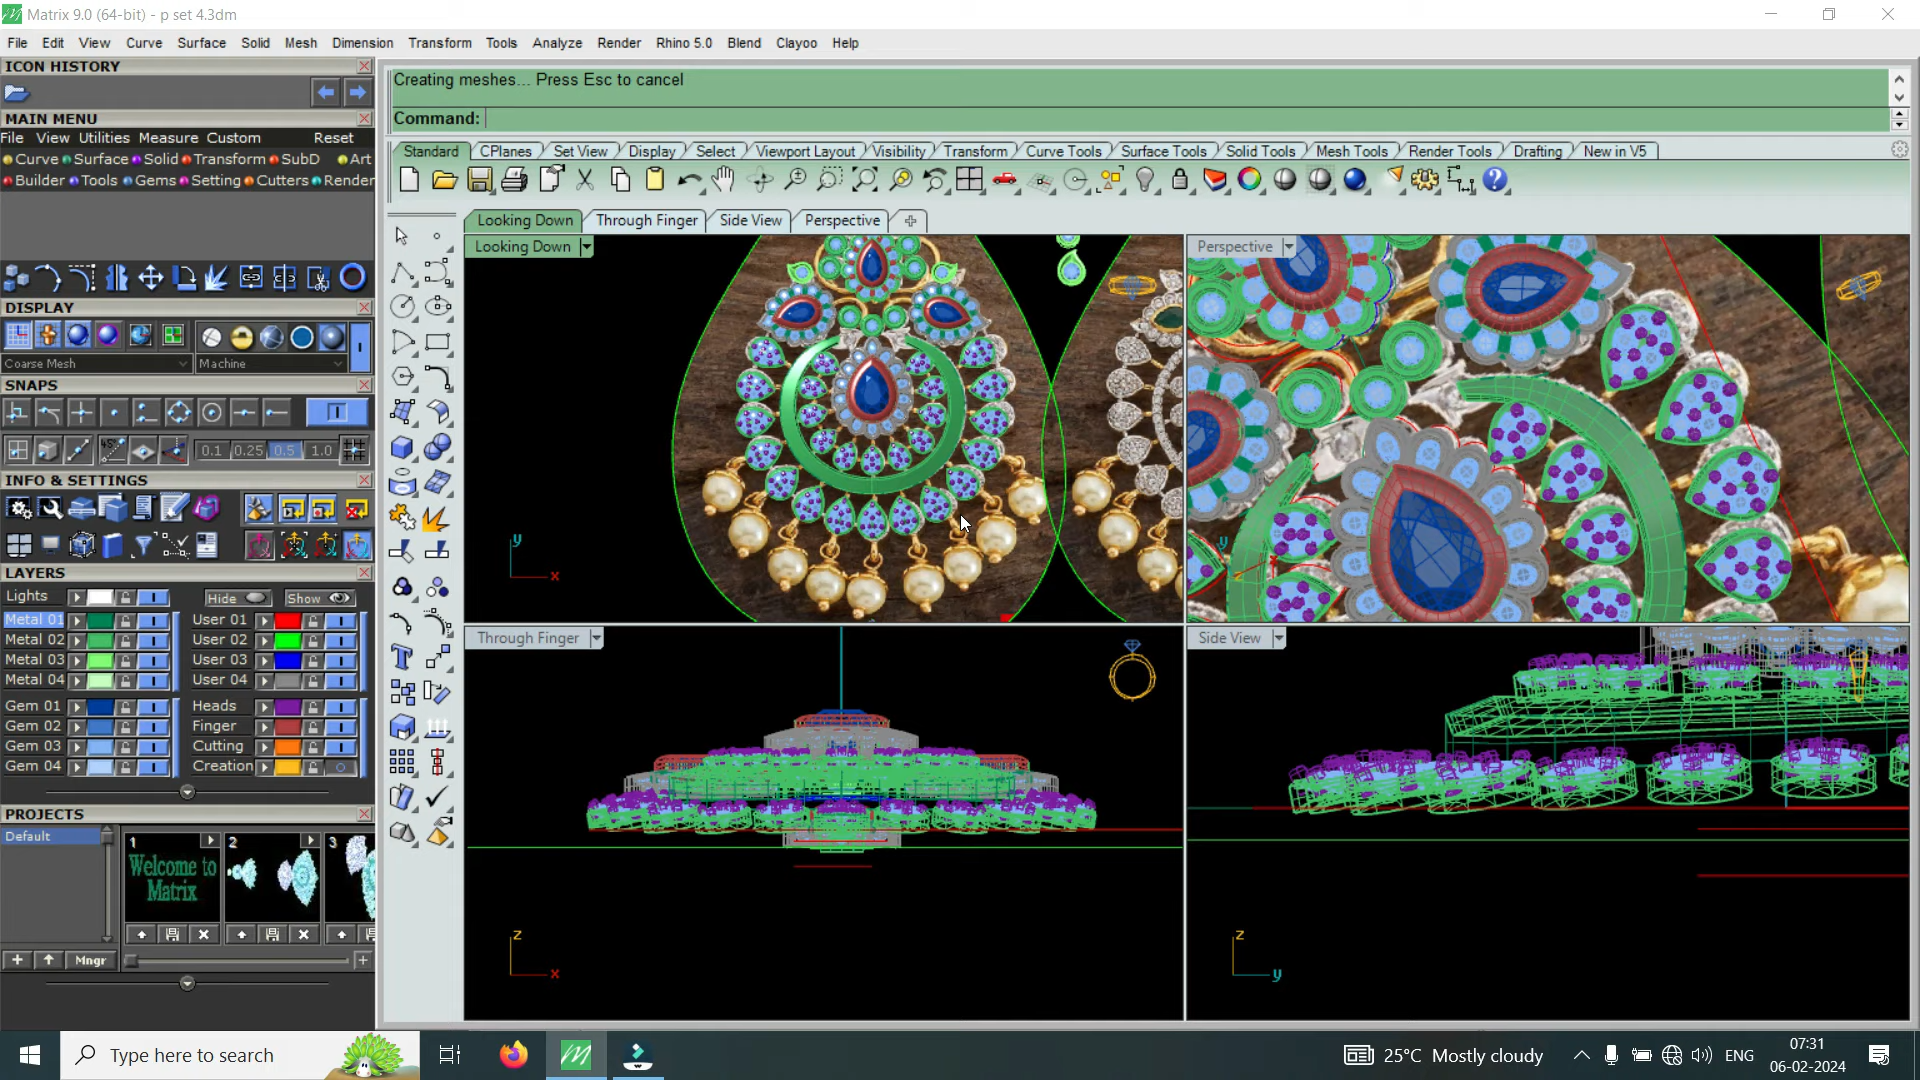 Matrix 9.0 (64-bit) - p set 4.3dm
File Edit View Curve Surface Solid Mesh Dimension Transform Tools Analyze Render Rhino 5.0 Blend Clayoo Help
ICON HISTORY
Creating meshes... Press Esc to cancel
Command:
MAIN MENU
File View Utilities Measure Custom Reset
Curve Surface Solid Transform SubD Art
Builder Tools Gems Setting Cutters Render
Standard CPlanes Set View Display Select Viewport Layout Visibility Transform Curve Tools Surface Tools Solid Tools Mesh Tools Render Tools Drafting New in V5
Looking Down Through Finger Side View Perspective
Looking Down
Perspective
DISPLAY
Coarse Mesh Machine
SNAPS
0.1 0.25 0.5 1.0
INFO & SETTINGS
LAYERS
Lights Hide Show
Metal 01 User 01
Metal 02 User 02
Metal 03 User 03
Metal 04 User 04
Gem 01 Heads
Gem 02 Finger
Gem 03 Cutting
Gem 04 Creation
y
x
y
Through Finger
Side View
z
x
z
y
PROJECTS
Default
1 2 3
Welcome to
Matrix
Mngr
Type here to search
25°C Mostly cloudy
ENG
07:31
06-02-2024